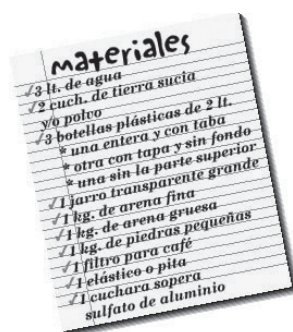 materiales
✓3 lt. de agua
✓2 cuch. de tierra sucia
y/o polvo
✓3 botellas plásticas de 2 lt.
* una entera y con taba
* otra con tapa y sin fondo
* una sin la parte superior
✓1 jarro transparente grande
✓1 kg. de arena fina
✓1 kg. de arena gruesa
✓1 kg. de piedras pequeñas
✓1 filtro para café
✓1 elástico o pita
✓1 cuchara sopera
sulfato de aluminio